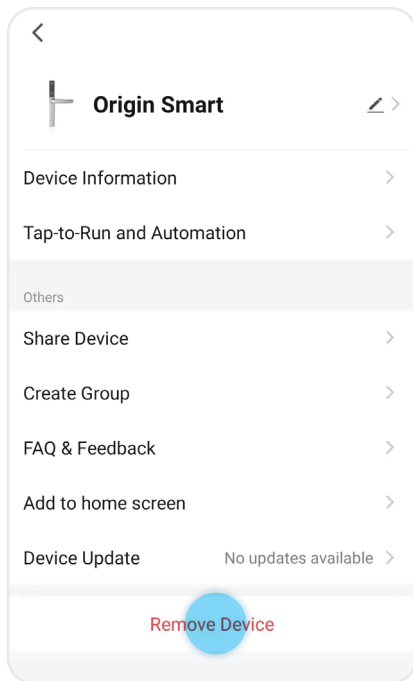 Origin Smart
Device Information
Tap-to-Run and Automation
Others
Share Device
Create Group
FAQ & Feedback
Add to home screen
Device Update No updates available
Remove Device